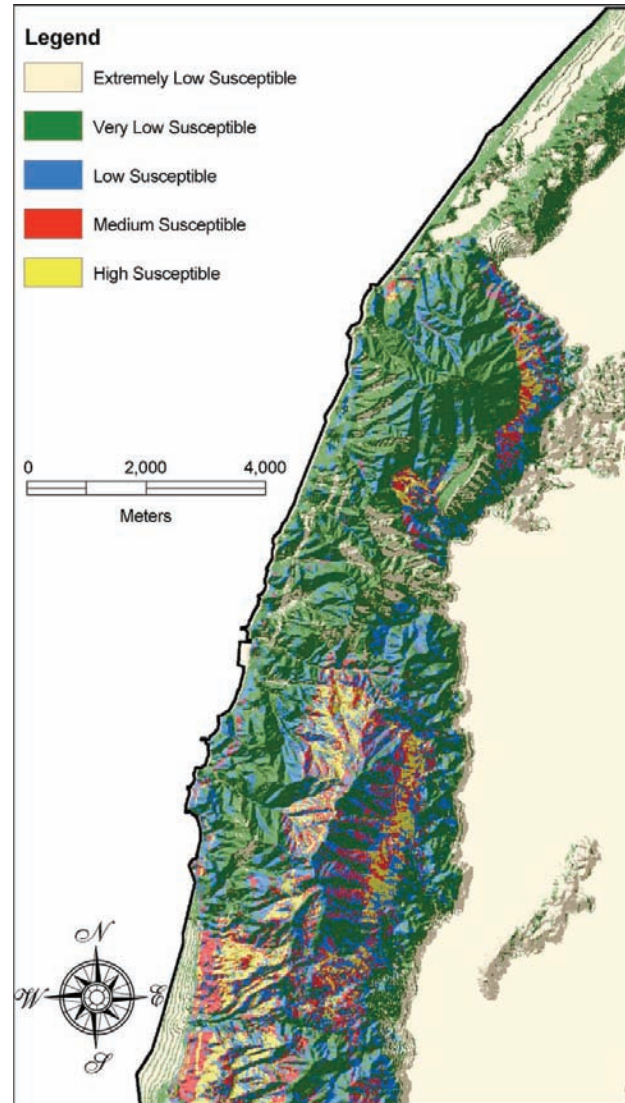 Legend
Extremely Low Susceptible
Very Low Susceptible
Low Susceptible
Medium Susceptible
High Susceptible
0 2,000 4,000
Meters
N
W E
S